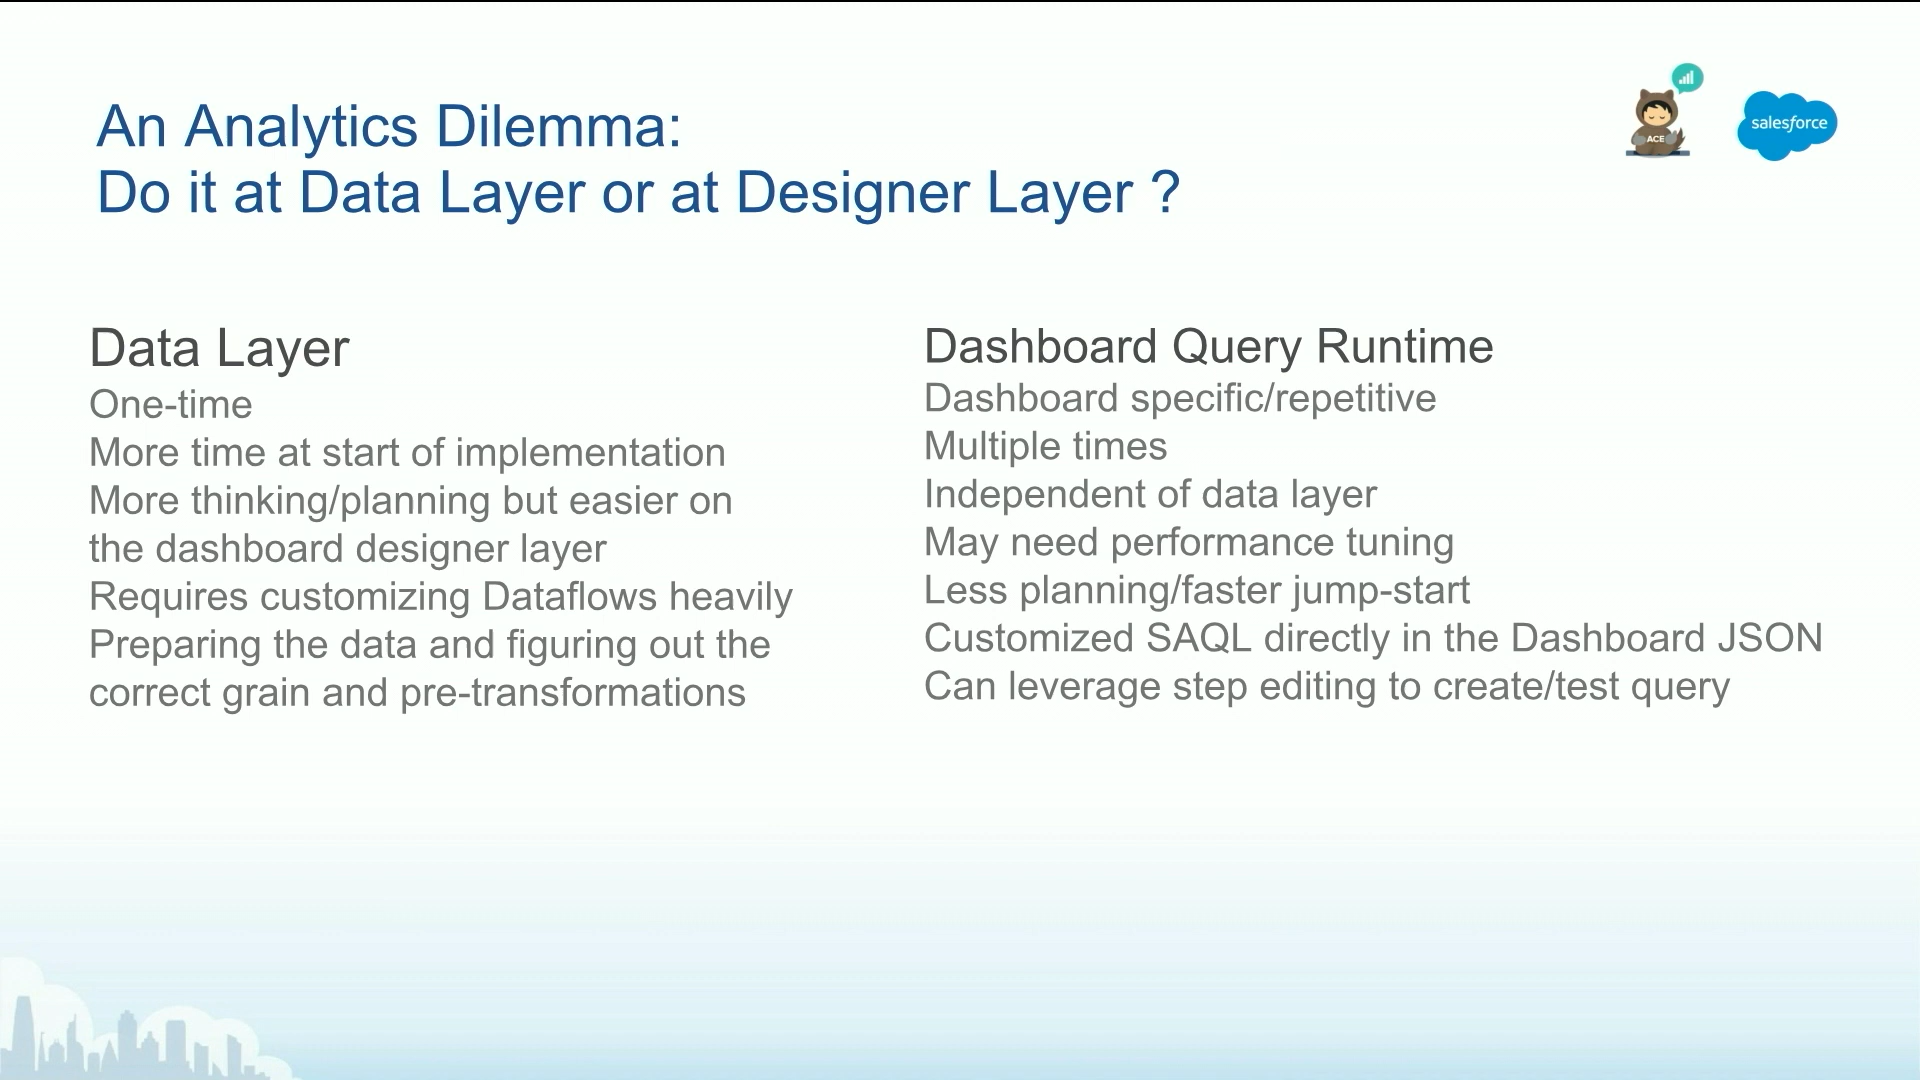 An Analytics Dilemma:
Do it at Data Layer or at Designer Layer ?
ACE
salesforce
Data Layer
One-time
More time at start of implementation
More thinking/planning but easier on
the dashboard designer layer
Requires customizing Dataflows heavily
Preparing the data and figuring out the
correct grain and pre-transformations
Dashboard Query Runtime
Dashboard specific/repetitive
Multiple times
Independent of data layer
May need performance tuning
Less planning/faster jump-start
Customized SAQL directly in the Dashboard JSON
Can leverage step editing to create/test query